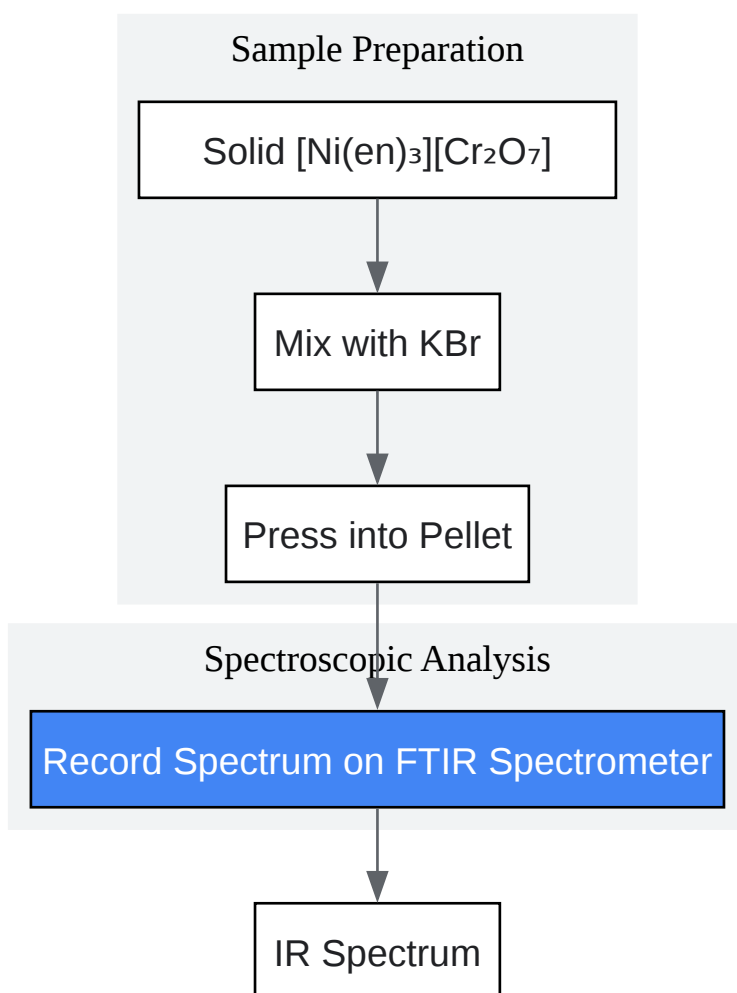 Sample Preparation
Solid [Ni(en)₃][Cr₂O₇]
Mix with KBr
Press into Pellet
Spectroscopic Analysis
Record Spectrum on FTIR Spectrometer
IR Spectrum